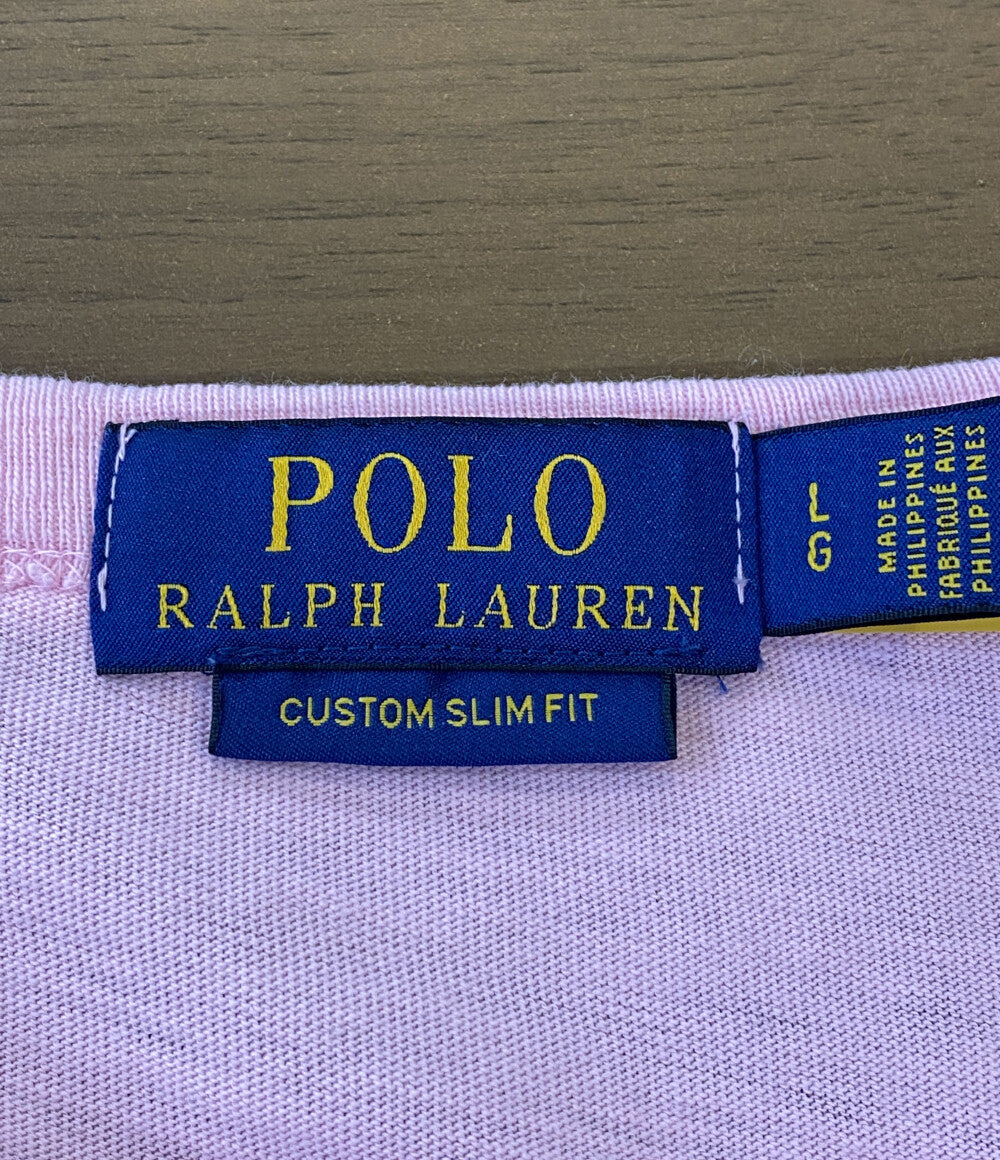 POLO
RALPH LAUREN
CUSTOM SLIM FIT
L
G
MADE IN
PHILIPPINES
FABRIQUÉ AUX
PHILIPPINES